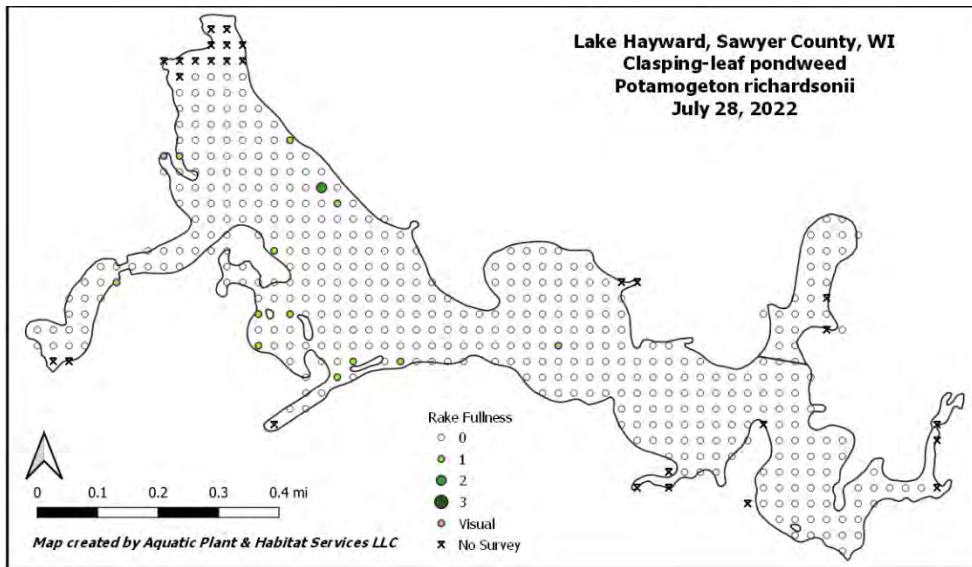 Lake Hayward, Sawyer County, WI
Clasping-leaf pondweed
Potamogeton richardsonii
July 28, 2022
Rake Fullness
0
1
2
3
Visual
No Survey
0 0.1 0.2 0.3 0.4 mi
Map created by Aquatic Plant & Habitat Services LLC